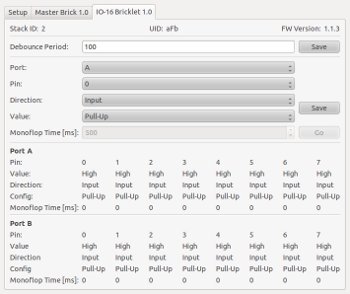 Setup Master Brick 1.0 IO-16 Bricklet 1.0
Stack ID: 2 UID: aFb FW Version: 1.1.3
Debounce Period: 100 Save
Port: A
Pin: 0
Direction: Input
Save
Value: Pull-Up
Monoflop Time [ms]: 500 Go
Port A
Pin: 0 1 2 3 4 5 6 7
Value: High High High High High High High High
Direction: Input Input Input Input Input Input Input Input
Config: Pull-Up Pull-Up Pull-Up Pull-Up Pull-Up Pull-Up Pull-Up Pull-Up
Monoflop Time [ms]: 0 0 0 0 0 0 0 0
Port B
Pin: 0 1 2 3 4 5 6 7
Value High High High High High High High High
Direction Input Input Input Input Input Input Input Input
Config Pull-Up Pull-Up Pull-Up Pull-Up Pull-Up Pull-Up Pull-Up Pull-Up
Monoflop Time [ms]: 0 0 0 0 0 0 0 0